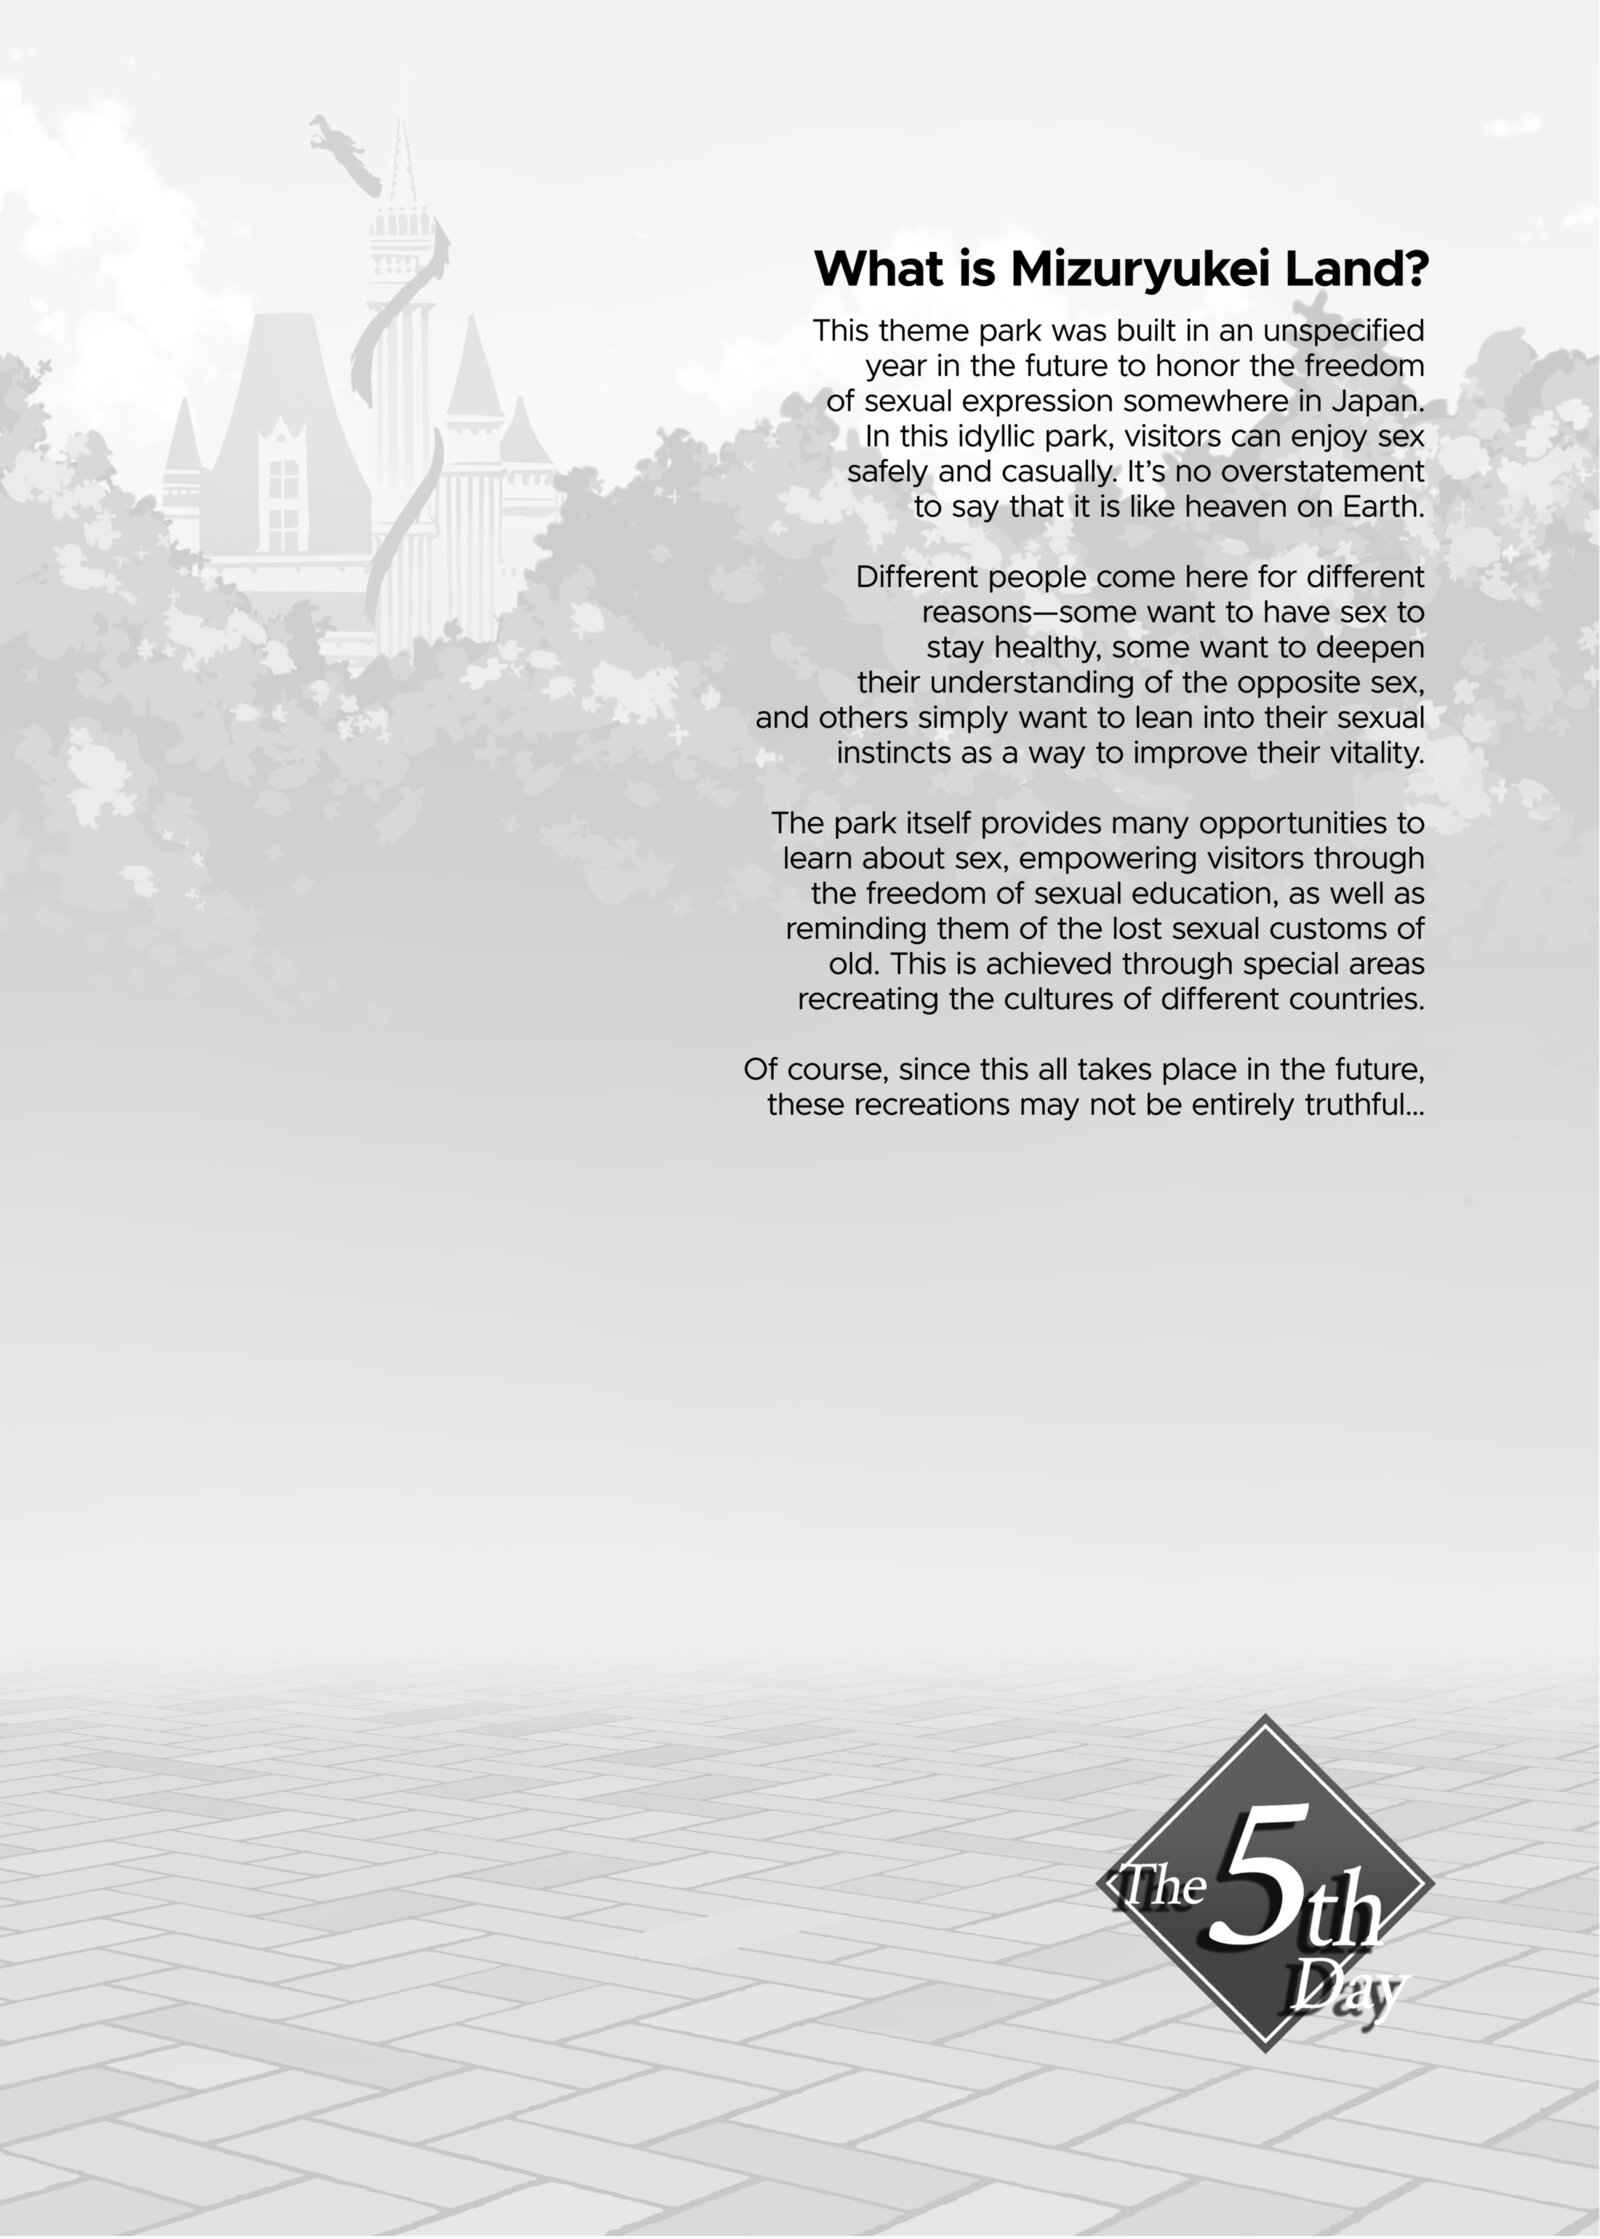 What is Mizuryukei Land?
This theme park was built in an unspecified
year in the future to honor the freedom
of sexual expression somewhere in Japan.
In this idyllic park, visitors can enjoy sex
safely and casually. It's no overstatement
to say that it is like heaven on Earth.
Different people come here for different
reasons—some want to have sex to
stay healthy, some want to deepen
their understanding of the opposite sex,
and others simply want to lean into their sexual
instincts as a way to improve their vitality.
The park itself provides many opportunities to
learn about sex, empowering visitors through
the freedom of sexual education, as well as
reminding them of the lost sexual customs of
old. This is achieved through special areas
recreating the cultures of different countries.
Of course, since this all takes place in the future,
these recreations may not be entirely truthful...
The 5th
Day